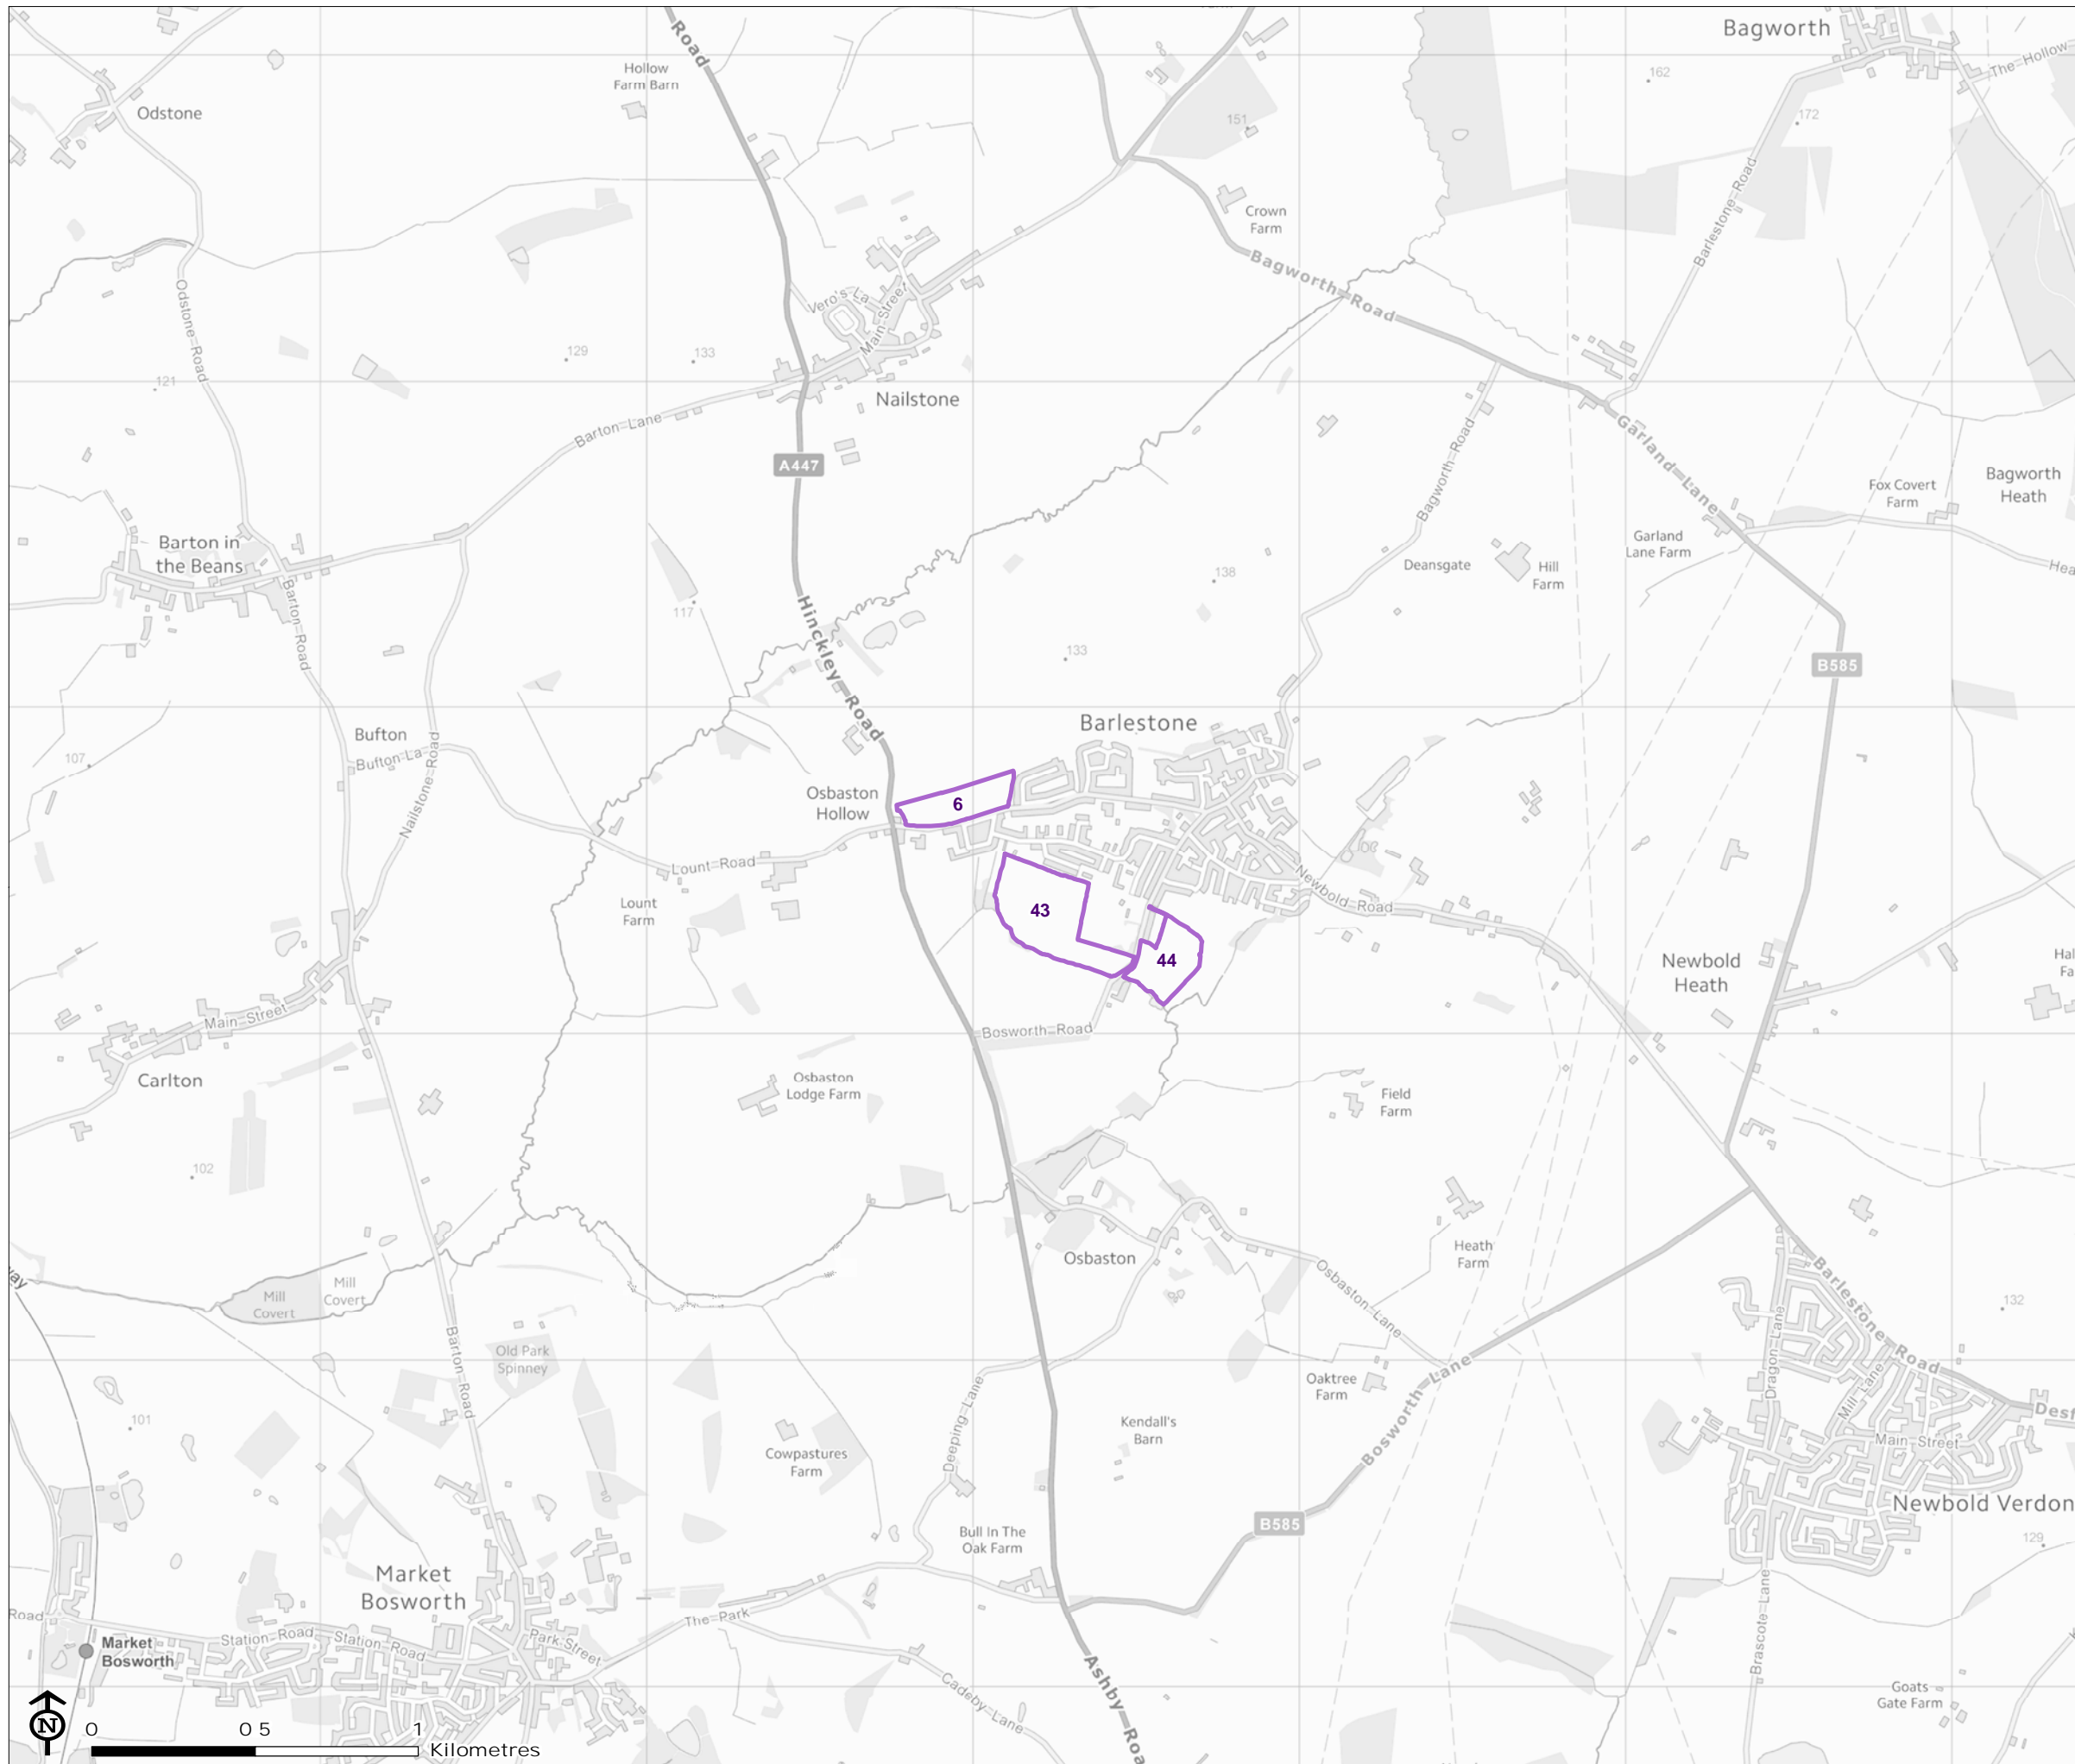 Bagworth
The Hollow
Road
Hollow
Farm Barn
162
172
Odstone
151
Crown
Farm
Barlestone Road
Bagworth Road
Odstone Road
Vero's La
Main Street
129
133
121
Nailstone
Barton Lane
Garland Lane
A447
Bagworth Road
Fox Covert
Farm
Bagworth
Heath
Barton in
the Beans
Garland
Lane Farm
Deansgate
Hill
Farm
138
Hea
Barton Road
117
Hinckley Road
133
B585
Barlestone
Bufton
Bufton La
107
Nailstone Road
Osbaston
Hollow
6
Lount Road
Newbold Road
Lount
Farm
43
44
Newbold
Heath
Hal
Fa
Main Street
Bosworth Road
Carlton
Osbaston
Lodge Farm
Field
Farm
102
Osbaston
Heath
Farm
Osbaston Lane
way
Mill
Covert
Mill
Covert
132
Barlestone Road
Dragon Lane
Barton Road
Old Park
Spinney
Oaktree
Farm
Bosworth Lane
Mill Lane
Deeping Lane
101
Kendall's
Barn
Desf
Main Street
Cowpastures
Farm
Newbold Verdon
B585
129
Bull In The
Oak Farm
Market
Bosworth
Road
The Park
Station Road
Station Road
Park Street
Market
Bosworth
Brascote Lane
Ashby Roa
Cadeby Lane
Goats
Gate Farm
N
0 0 5 1
Kilometres